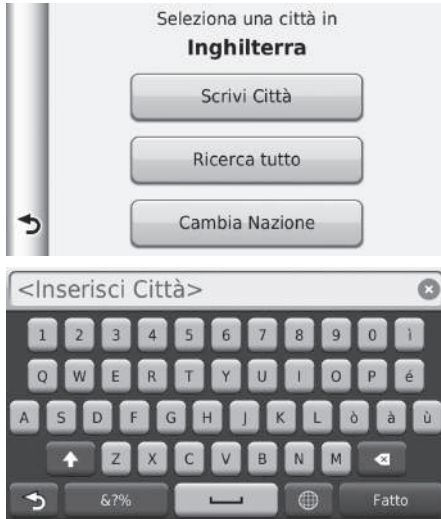 Seleziona una città in
Inghilterra
Scrivi Città
Ricerca tutto
Cambia Nazione
<Inserisci Città>
1 2 3 4 5 6 7 8 9 0 ì
Q W E R T Y U I O P é
A S D F G H J K L ò à ù
Z X C V B N M
&?% Fatto